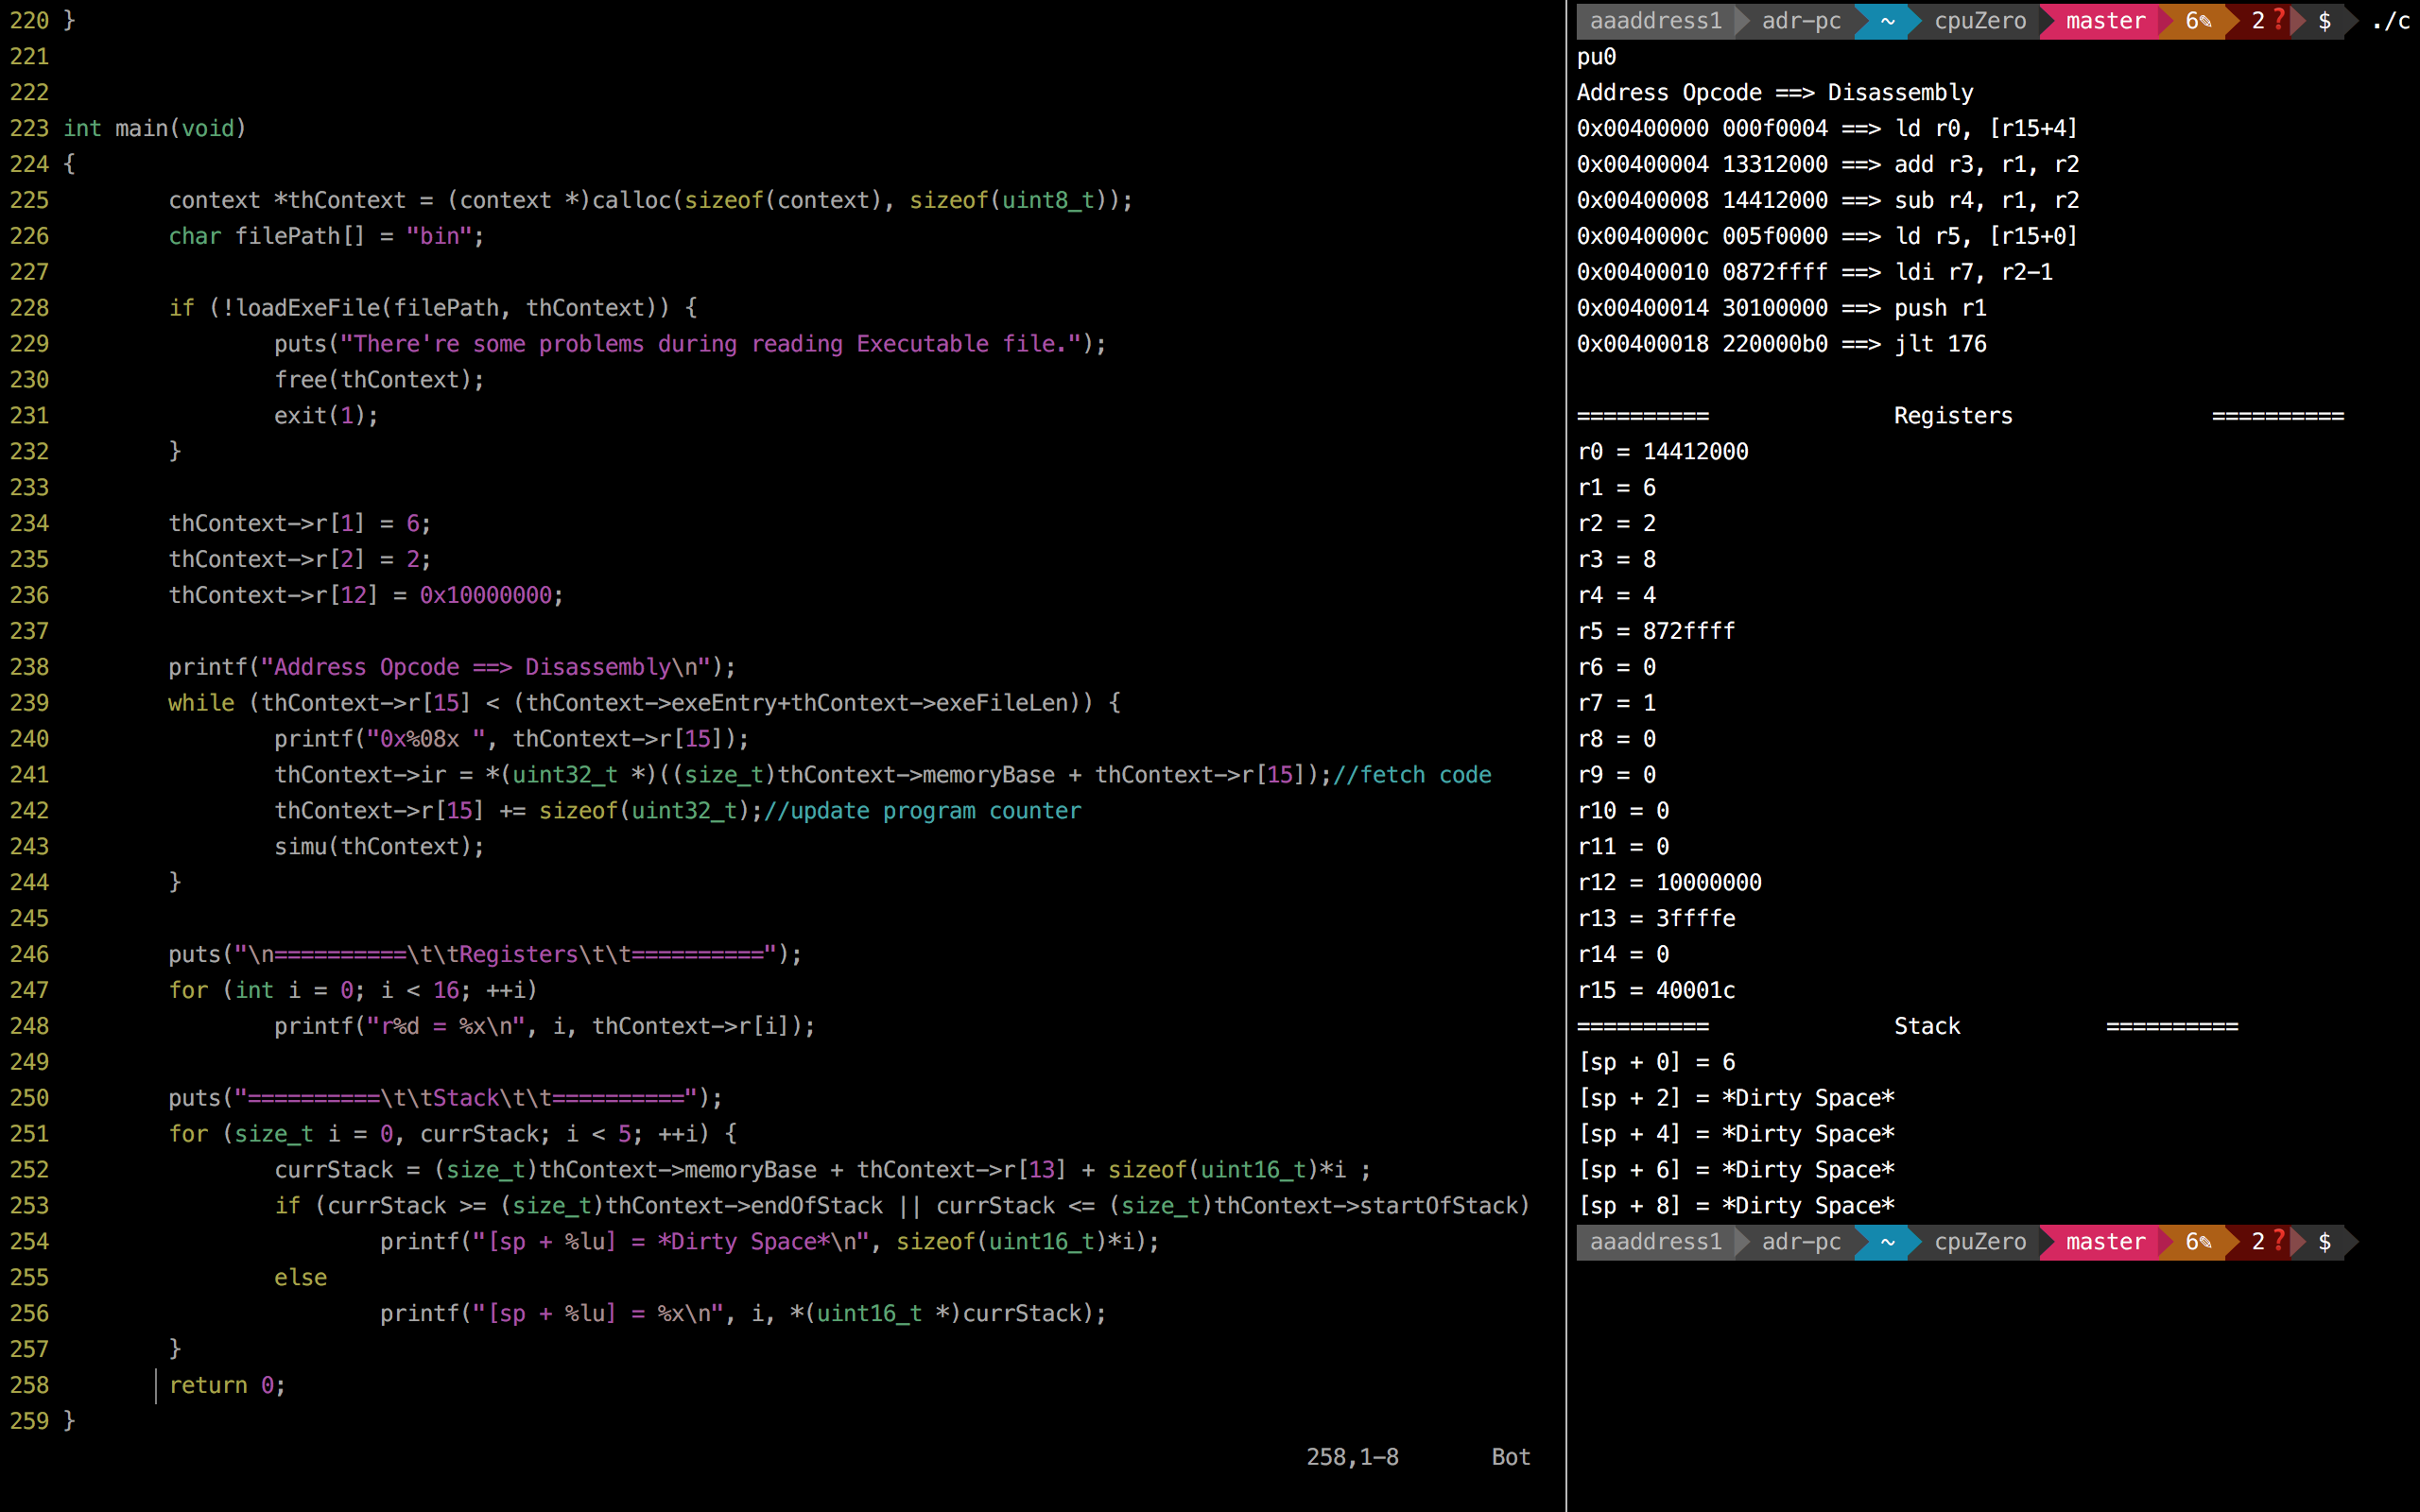 220 }
221
222
223 int main(void)
224 {
225         context *thContext = (context *)calloc(sizeof(context), sizeof(uint8_t));
226         char filePath[] = "bin";
227
228         if (!loadExeFile(filePath, thContext)) {
229                 puts("There're some problems during reading Executable file.");
230                 free(thContext);
231                 exit(1);
232         }
233
234         thContext->r[1] = 6;
235         thContext->r[2] = 2;
236         thContext->r[12] = 0x10000000;
237
238         printf("Address Opcode ==> Disassembly\n");
239         while (thContext->r[15] < (thContext->exeEntry+thContext->exeFileLen)) {
240                 printf("0x%08x ", thContext->r[15]);
241                 thContext->ir = *(uint32_t *)((size_t)thContext->memoryBase + thContext->r[15]);//fetch code
242                 thContext->r[15] += sizeof(uint32_t);//update program counter
243                 simu(thContext);
244         }
245
246         puts("\n==========\t\tRegisters\t\t==========");
247         for (int i = 0; i < 16; ++i)
248                 printf("r%d = %x\n", i, thContext->r[i]);
249
250         puts("==========\t\tStack\t\t==========");
251         for (size_t i = 0, currStack; i < 5; ++i) {
252                 currStack = (size_t)thContext->memoryBase + thContext->r[13] + sizeof(uint16_t)*i ;
253                 if (currStack >= (size_t)thContext->endOfStack || currStack <= (size_t)thContext->startOfStack)
254                         printf("[sp + %lu] = *Dirty Space*\n", sizeof(uint16_t)*i);
255                 else
256                         printf("[sp + %lu] = %x\n", i, *(uint16_t *)currStack);
257         }
258         return 0;
259 }
258,1-8       Bot
aaaddress1 adr-pc ~ cpuZero master 6✎ 2❓ $ ./c
pu0
Address Opcode ==> Disassembly
0x00400000 000f0004 ==> ld r0, [r15+4]
0x00400004 13312000 ==> add r3, r1, r2
0x00400008 14412000 ==> sub r4, r1, r2
0x0040000c 005f0000 ==> ld r5, [r15+0]
0x00400010 0872ffff ==> ldi r7, r2-1
0x00400014 30100000 ==> push r1
0x00400018 220000b0 ==> jlt 176
==========              Registers               ==========
r0 = 14412000
r1 = 6
r2 = 2
r3 = 8
r4 = 4
r5 = 872ffff
r6 = 0
r7 = 1
r8 = 0
r9 = 0
r10 = 0
r11 = 0
r12 = 10000000
r13 = 3ffffe
r14 = 0
r15 = 40001c
==========              Stack           ==========
[sp + 0] = 6
[sp + 2] = *Dirty Space*
[sp + 4] = *Dirty Space*
[sp + 6] = *Dirty Space*
[sp + 8] = *Dirty Space*
aaaddress1 adr-pc ~ cpuZero master 6✎ 2❓ $